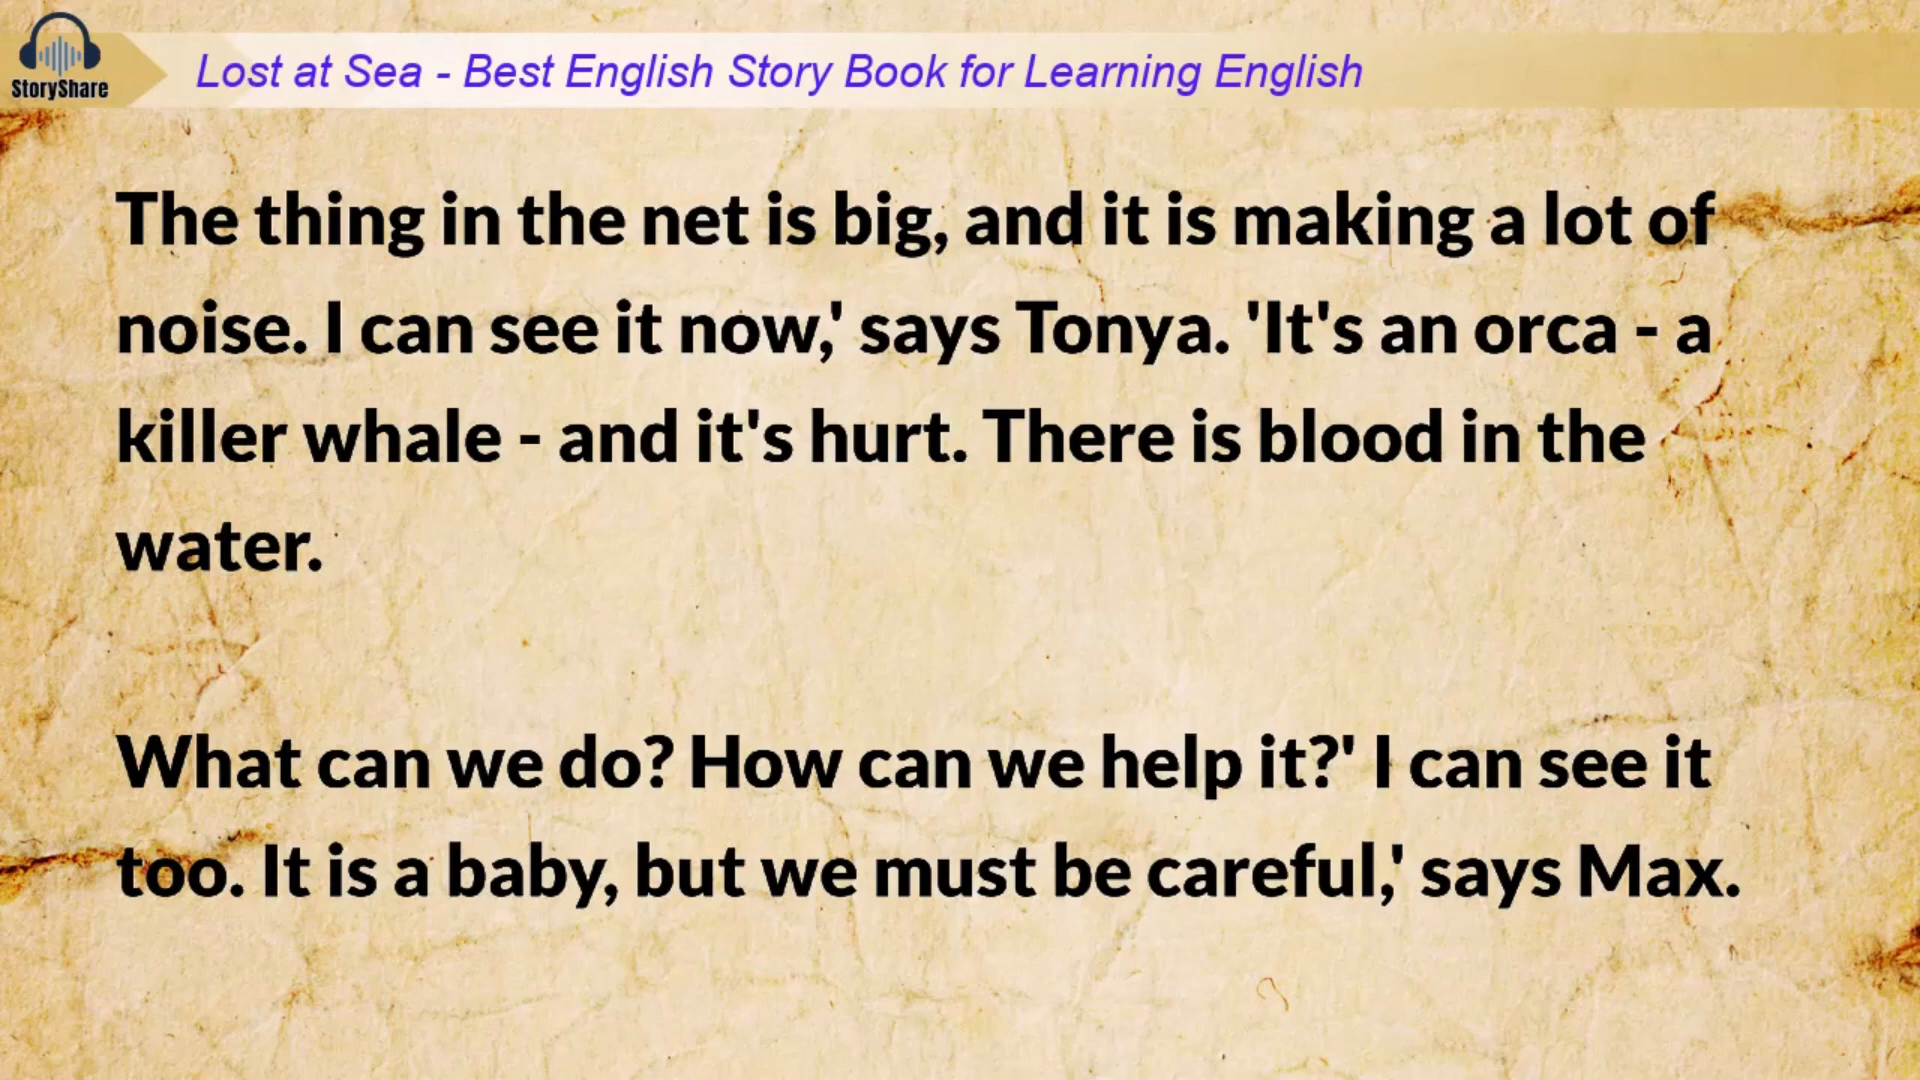 StoryShare
Lost at Sea - Best English Story Book for Learning English
The thing in the net is big, and it is making a lot of
noise. I can see it now,' says Tonya. 'It's an orca - a
killer whale - and it's hurt. There is blood in the
water.
What can we do? How can we help it?' I can see it
too. It is a baby, but we must be careful,' says Max.